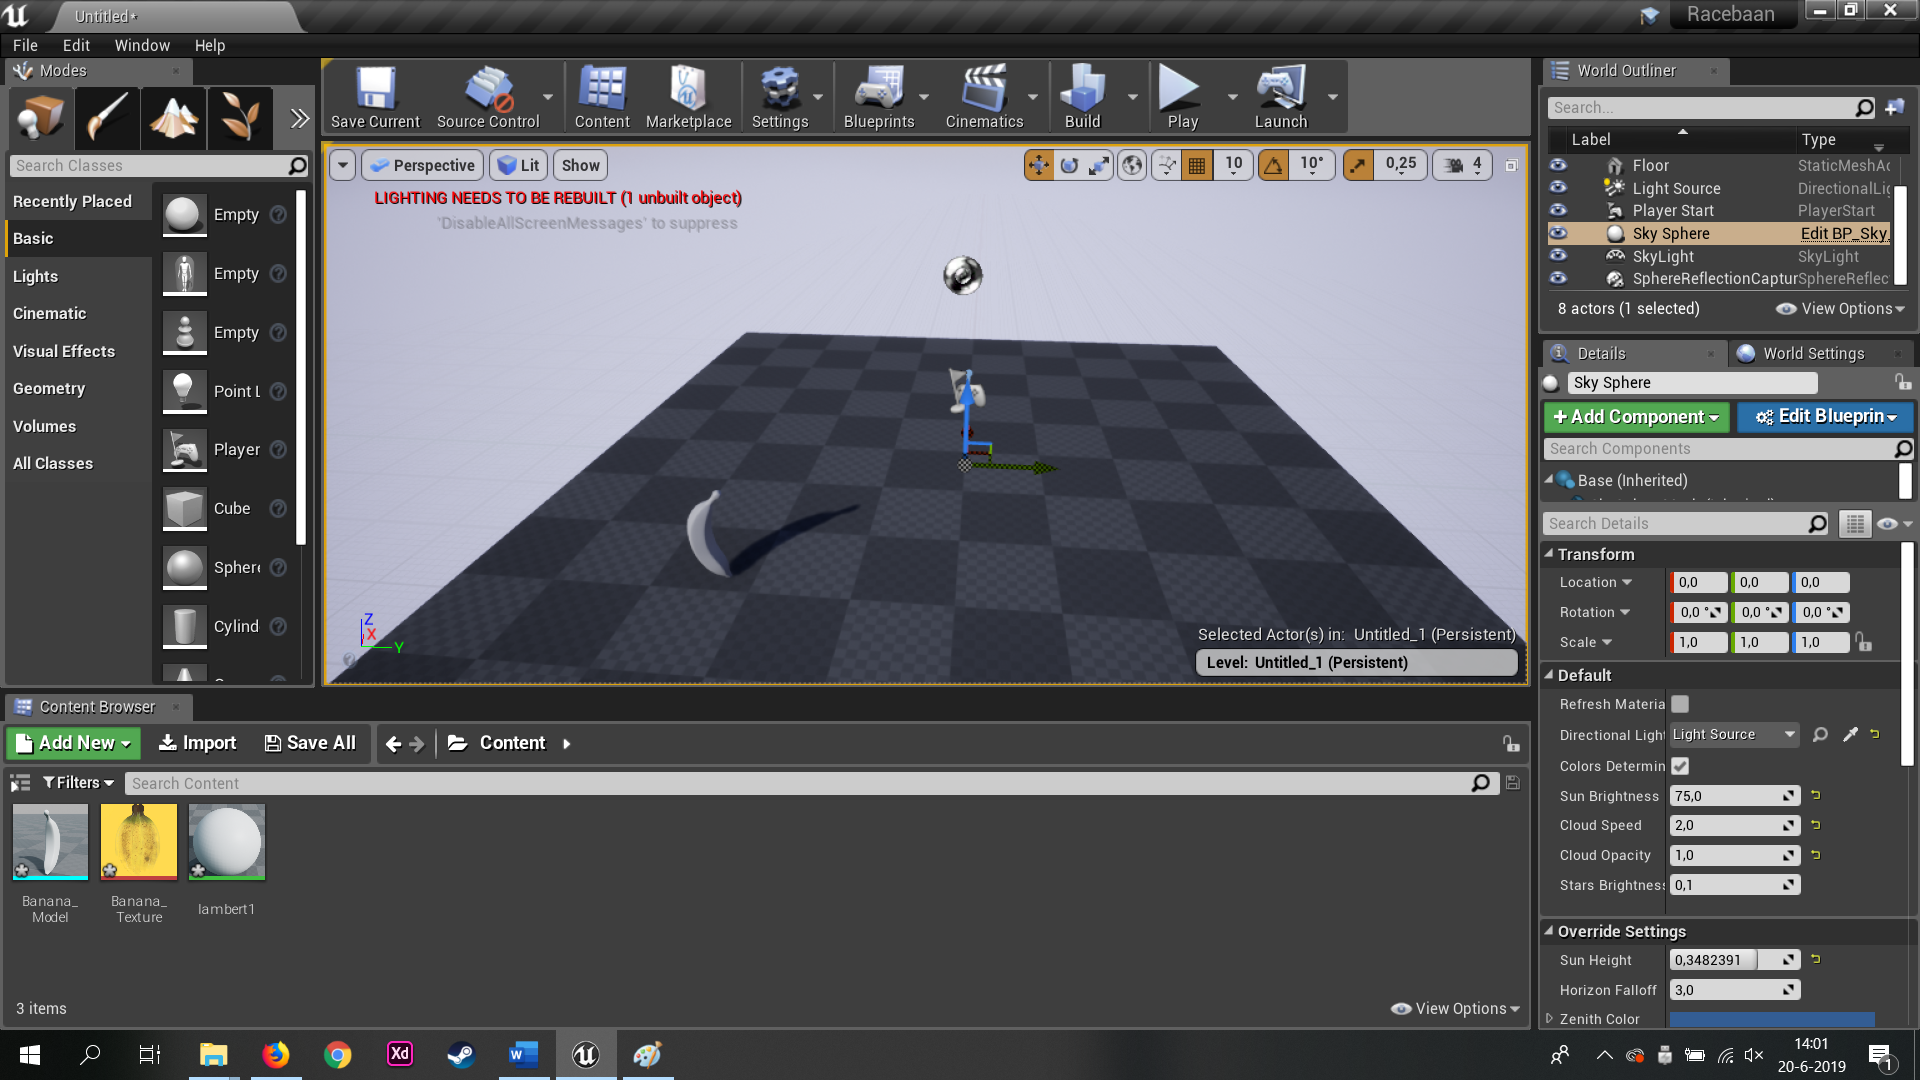 Untitled*
Racebaan
File Edit Window Help
Modes
Search Classes
Recently Placed
Basic
Lights
Cinematic
Visual Effects
Geometry
Volumes
All Classes
Empty
Empty
Empty
Point L
Player
Cube
Sphere
Cylind
Save Current
Source Control
Content
Marketplace
Settings
Blueprints
Cinematics
Build
Play
Launch
Perspective
Lit
Show
10
10°
0,25
4
LIGHTING NEEDS TO BE REBUILT (1 unbuilt object)
'DisableAllScreenMessages' to suppress
Z
X
Y
Selected Actor(s) in: Untitled_1 (Persistent)
Level: Untitled_1 (Persistent)
World Outliner
Search...
Label Type
Floor StaticMeshAc
Light Source DirectionalLig
Player Start PlayerStart
Sky Sphere Edit BP_Sky_
SkyLight SkyLight
SphereReflectionCaptur SphereReflec
8 actors (1 selected)
View Options
Details
World Settings
Sky Sphere
+Add Component
Edit Blueprin
Search Components
Base (Inherited)
Search Details
Transform
Location 0,0 0,0 0,0
Rotation 0,0 ° 0,0 ° 0,0 °
Scale 1,0 1,0 1,0
Default
Refresh Materia
Directional Light Light Source
Colors Determin
Sun Brightness 75,0
Cloud Speed 2,0
Cloud Opacity 1,0
Stars Brightness 0,1
Override Settings
Sun Height 0,3482391
Horizon Falloff 3,0
Zenith Color
Content Browser
Add New
Import
Save All
Content
Filters
Search Content
Banana_
Model
Banana_
Texture
lambert1
3 items
View Options
Xd
W
14:01
20-6-2019
1